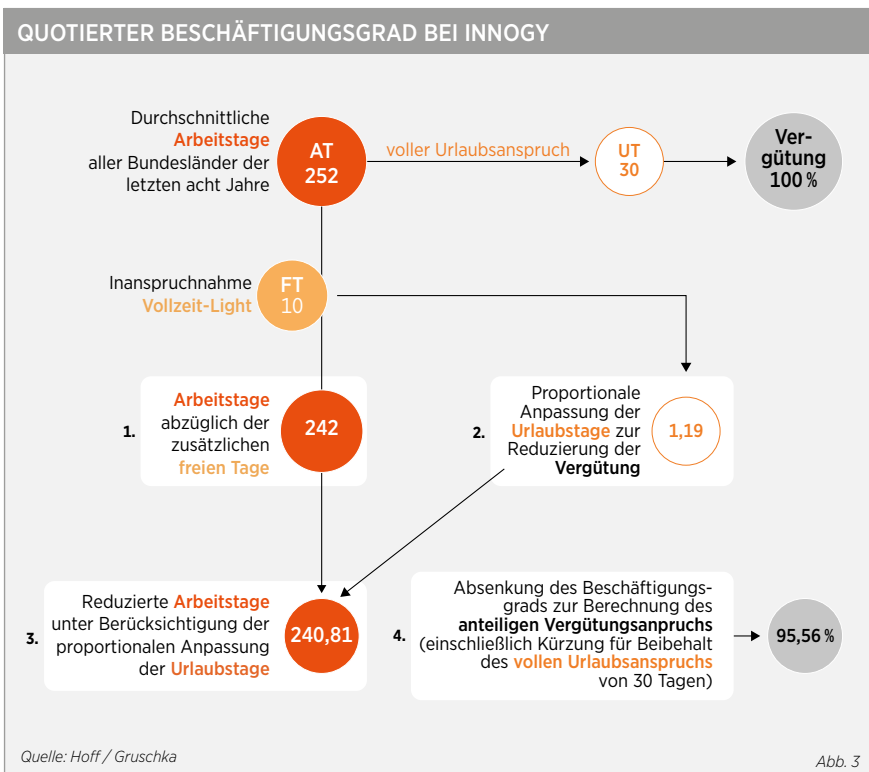 QUOTIERTER BESCHÄFTIGUNGSGRAD BEI INNOGY
Durchschnittliche
Arbeitstage
aller Bundesländer der
letzten acht Jahre
AT
252
voller Urlaubsanspruch
UT
30
Ver-
gütung
100 %
Inanspruchnahme
Vollzeit-Light
FT
10
1.
Arbeitstage
abzüglich der
zusätzlichen
freien Tage
242
2.
Proportionale
Anpassung der
Urlaubstage zur
Reduzierung der
Vergütung
1,19
3.
Reduzierte Arbeitstage
unter Berücksichtigung der
proportionalen Anpassung
der Urlaubstage
240,81
4.
Absenkung des Beschäftigungs-
grads zur Berechnung des
anteiligen Vergütungsanpruchs
(einschließlich Kürzung für Beibehalt
des vollen Urlaubsanspruchs
von 30 Tagen)
95,56 %
Quelle: Hoff / Gruschka
Abb. 3